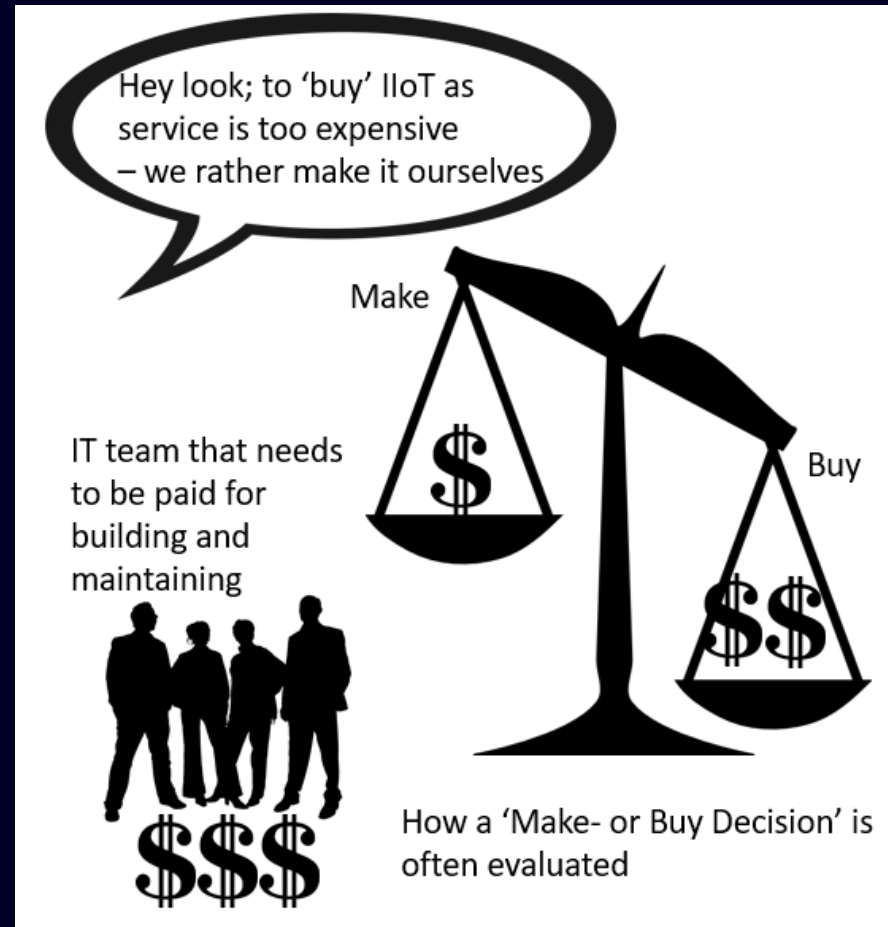 Hey look; to ‘buy’ IIoT as
service is too expensive
– we rather make it ourselves
Make
$
Buy
$$
IT team that needs
to be paid for
building and
maintaining
$$$
How a ‘Make- or Buy Decision’ is
often evaluated